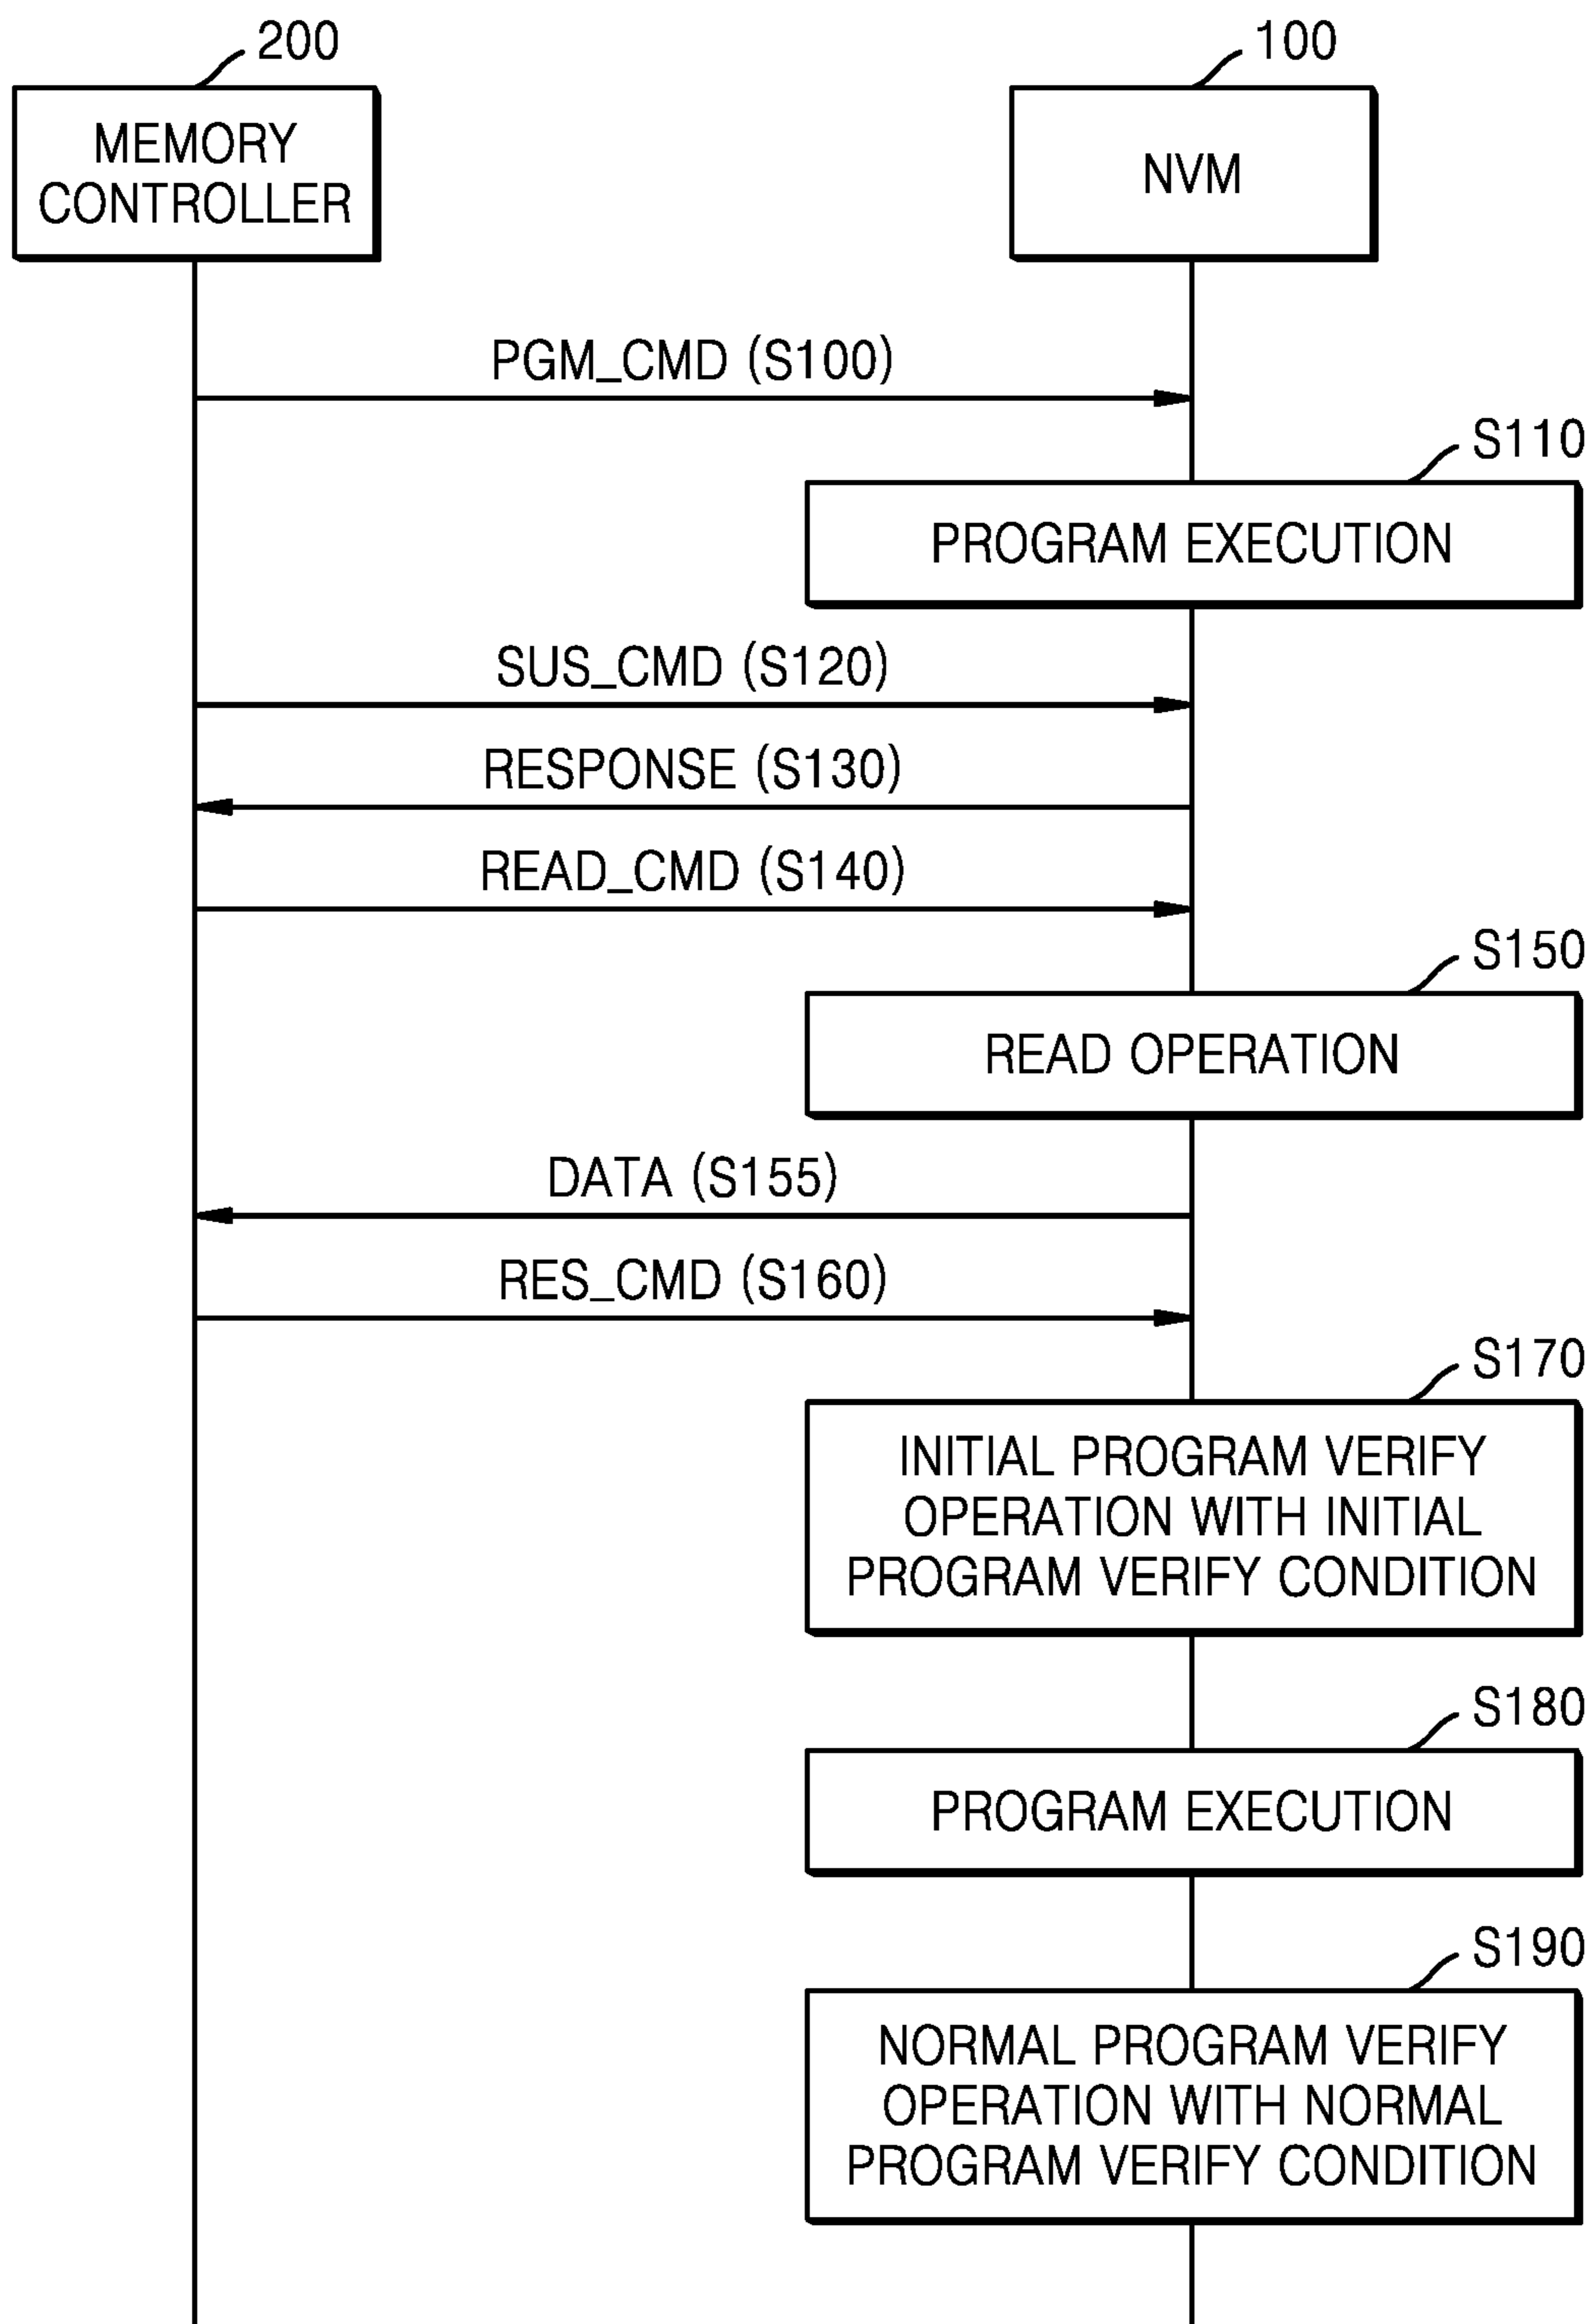 200
100
MEMORY
CONTROLLER
NVM
PGM_CMD (S100)
S110
PROGRAM EXECUTION
SUS_CMD (S120)
RESPONSE (S130)
READ_CMD (S140)
S150
READ OPERATION
DATA (S155)
RES_CMD (S160)
S170
INITIAL PROGRAM VERIFY
OPERATION WITH INITIAL
PROGRAM VERIFY CONDITION
S180
PROGRAM EXECUTION
S190
NORMAL PROGRAM VERIFY
OPERATION WITH NORMAL
PROGRAM VERIFY CONDITION